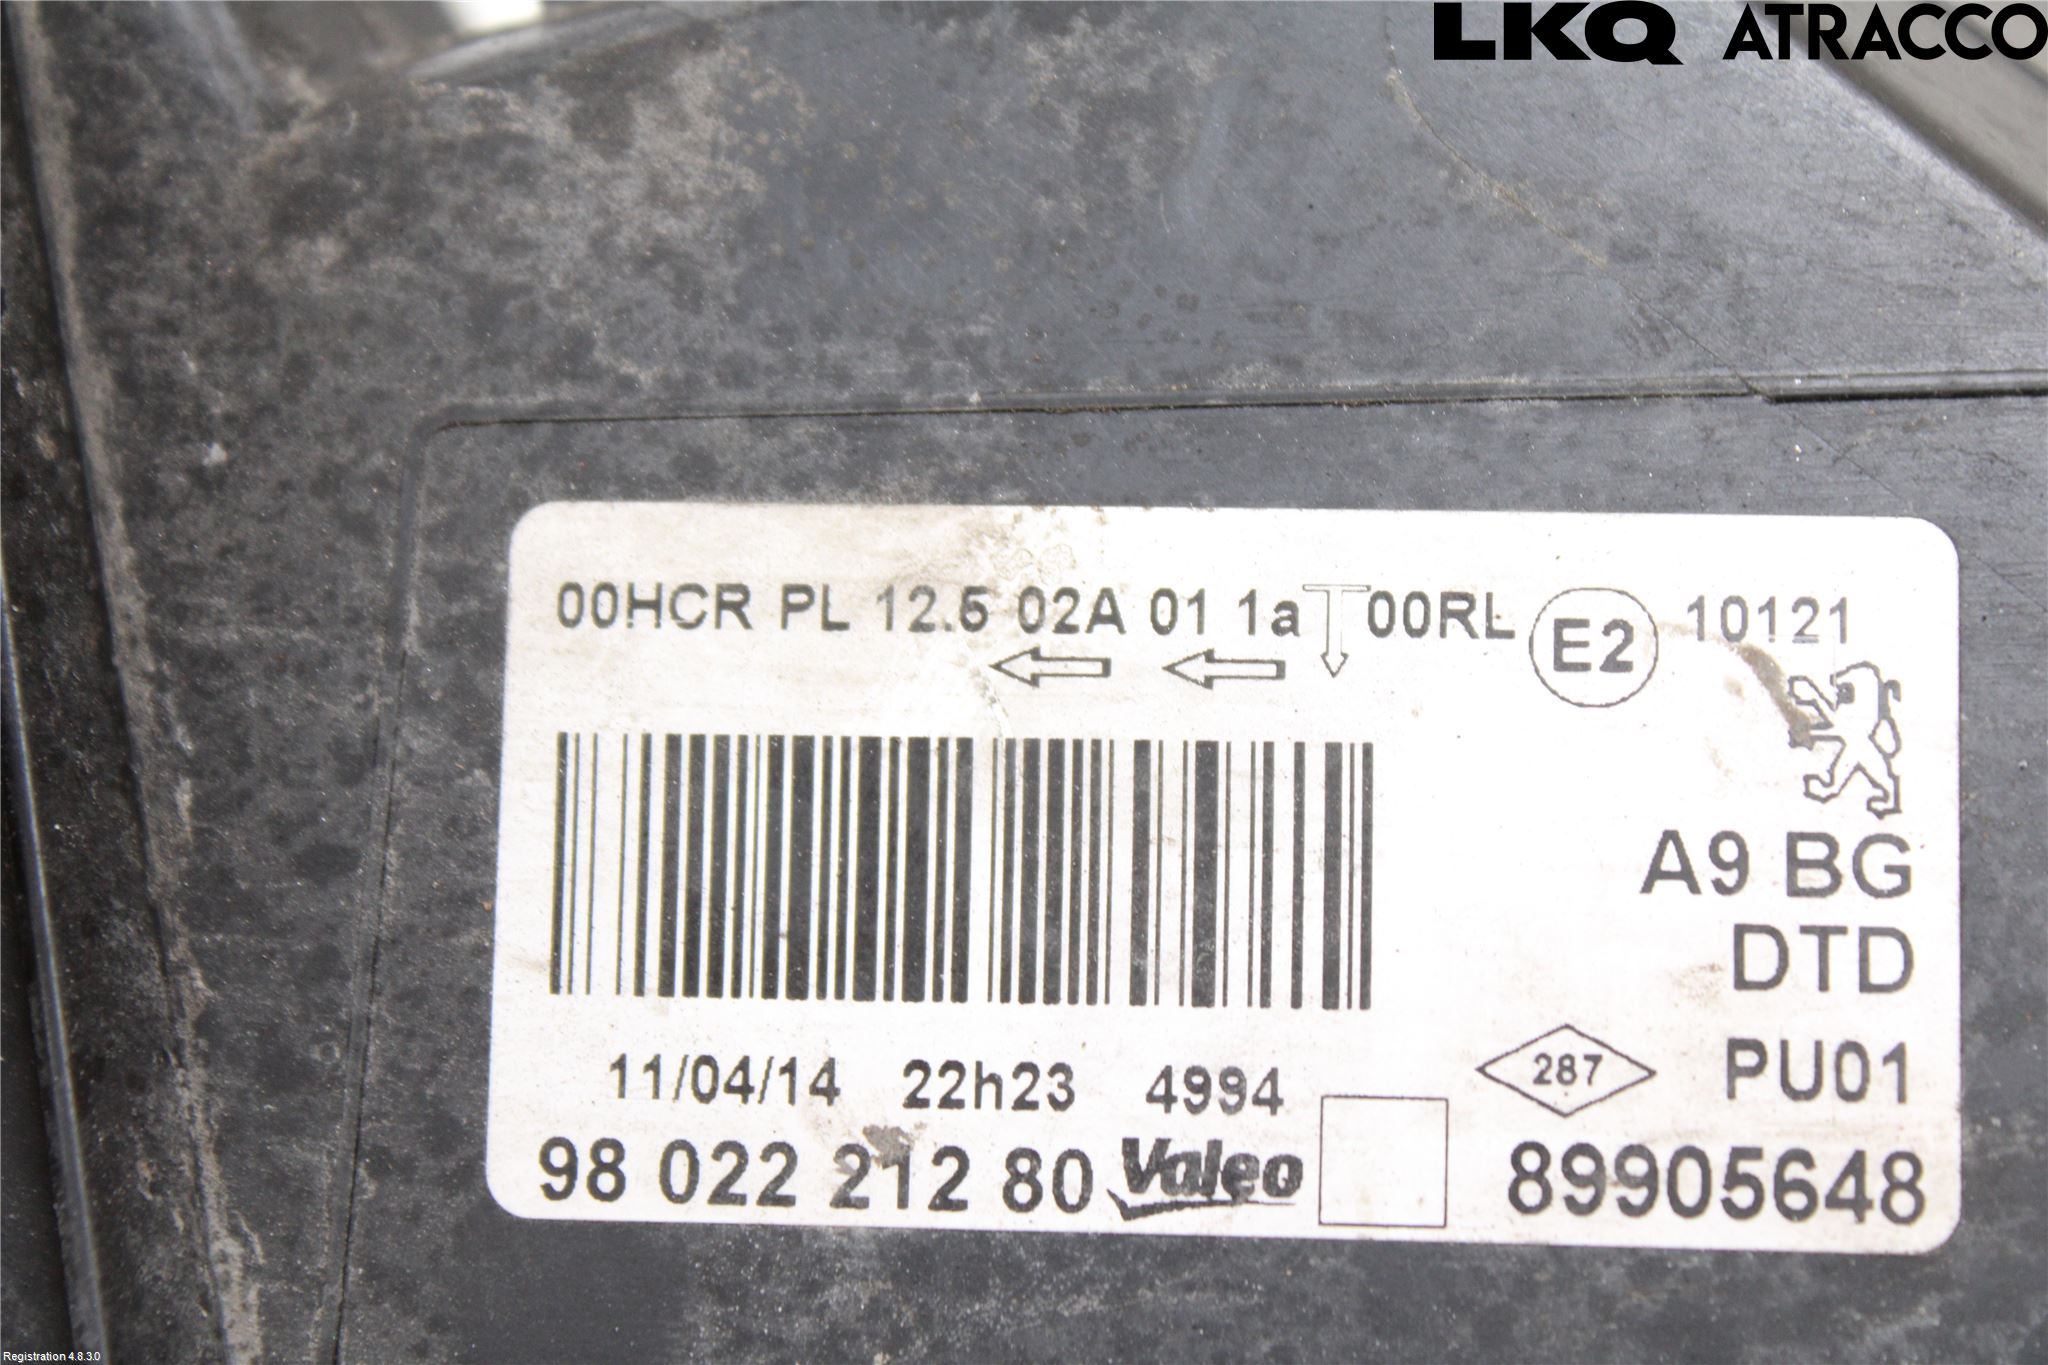 LKQ ATRACCO
00HCR PL 12.5 02A 01 1a T 00RL E2 10121
A9 BG
DTD
287 PU01
11/04/14 22h23 4994
98 022 212 80 Valeo 89905648
Registration 4.8.3.0